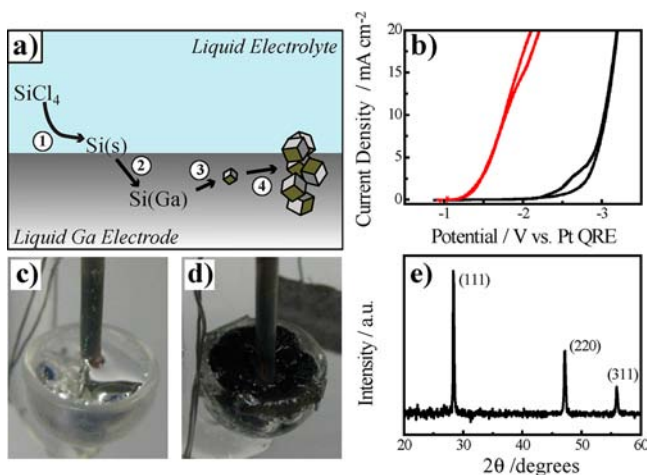 a)
Liquid Electrolyte
SiCl4
1
Si(s)
2
Si(Ga)
3
4
Liquid Ga Electrode
b)
Current Density / mA cm-2
20
15
10
5
0
-1
-2
-3
Potential / V vs. Pt QRE
c)
d)
e)
Intensity / a.u.
(111)
(220)
(311)
20
30
40
50
60
2θ /degrees